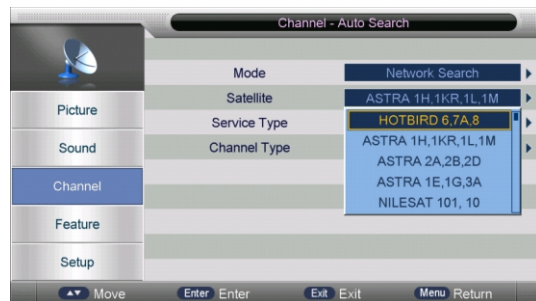 Channel - Auto Search
Mode Network Search
Satellite ASTRA 1H,1KR,1L,1M
Service Type HOTBIRD 6,7A,8
Channel Type ASTRA 1H,1KR,1L,1M
ASTRA 2A,2B,2D
ASTRA 1E,1G,3A
NILESAT 101, 10
Picture
Sound
Channel
Feature
Setup
Move Enter Enter Exit Exit Menu Return